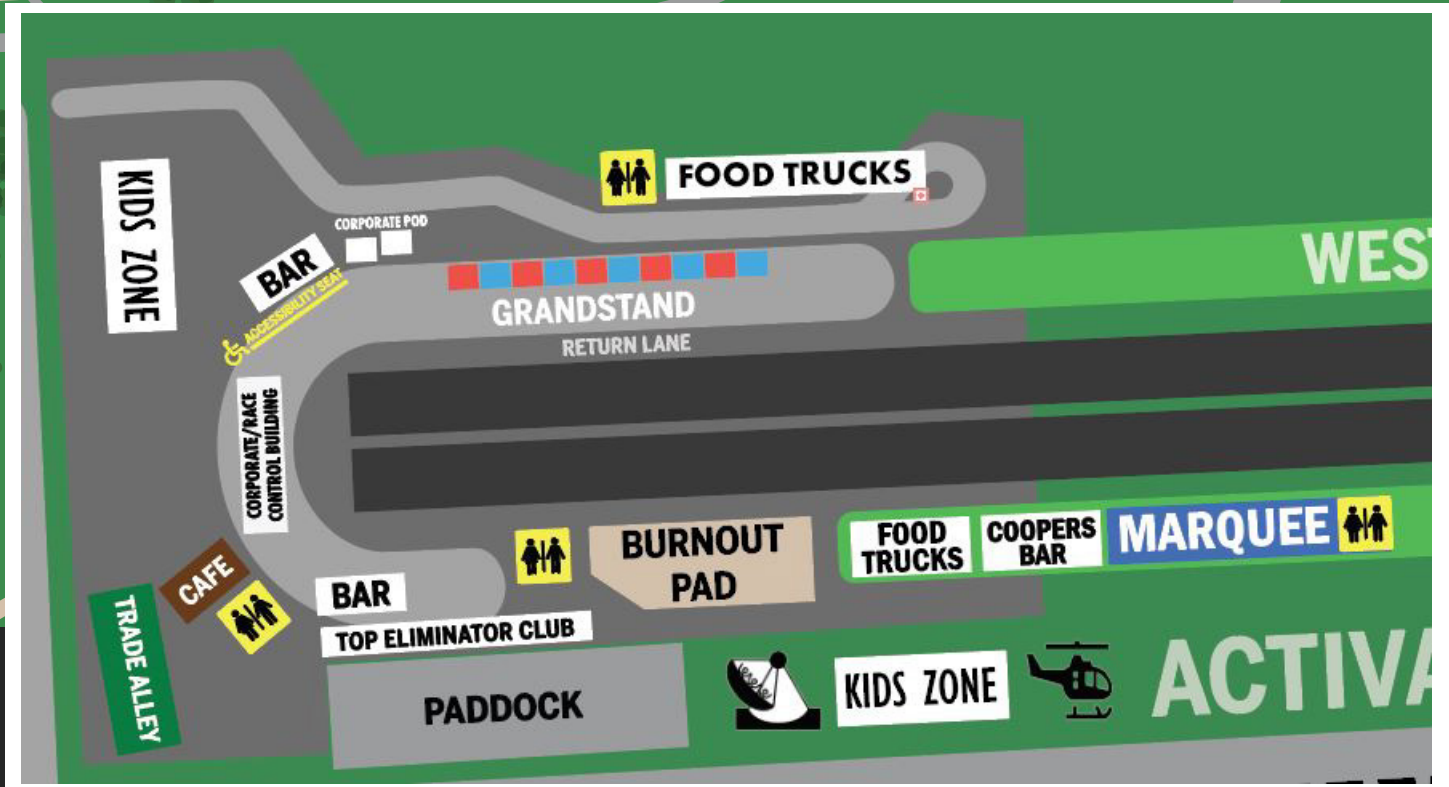 FOOD TRUCKS
KIDS ZONE
CORPORATE POD
BAR
ACCESSIBILITY SEAT
GRANDSTAND
RETURN LANE
WEST
CORPORATE/RACE
CONTROL BUILDING
BURNOUT
PAD
FOOD
TRUCKS
COOPERS
BAR
MARQUEE
CAFE
BAR
TRADE ALLEY
TOP ELIMINATOR CLUB
PADDOCK
KIDS ZONE
ACTIVA